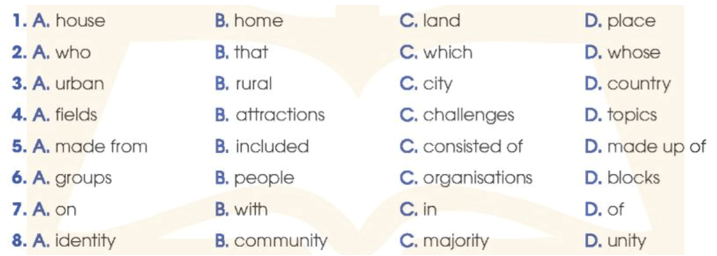 1. A. house B. home C. land D. place
2. A. who B. that C. which D. whose
3. A. urban B. rural C. city D. country
4. A. fields B. attractions C. challenges D. topics
5. A. made from B. included C. consisted of D. made up of
6. A. groups B. people C. organisations D. blocks
7. A. on B. with C. in D. of
8. A. identity B. community C. majority D. unity